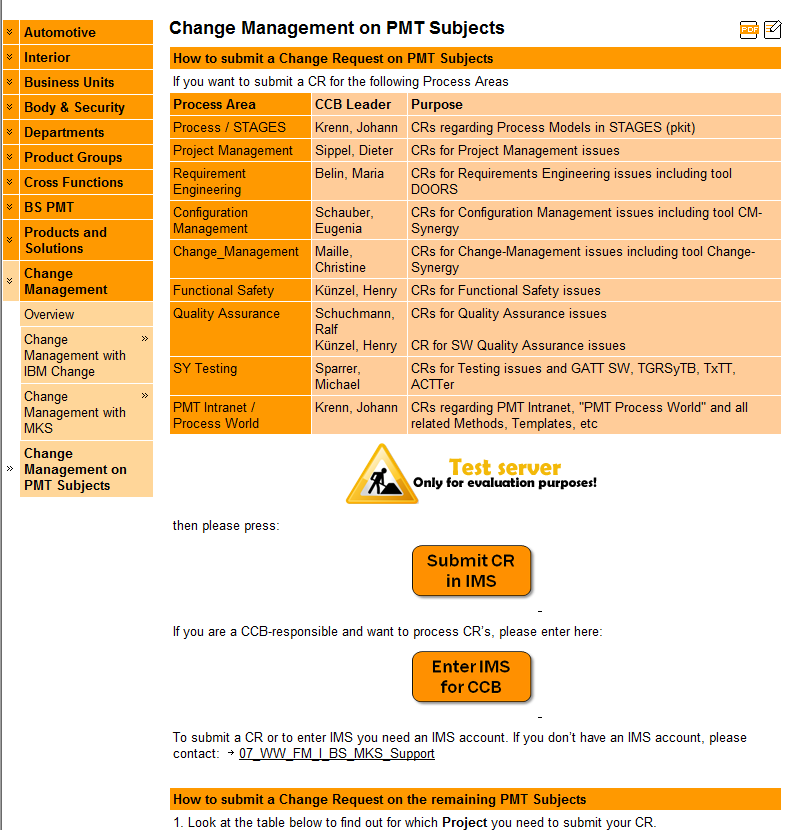 Automotive
Interior
Business Units
Body & Security
Departments
Product Groups
Cross Functions
BS PMT
Products and
Solutions
Change
Management
Overview
Change
Management with
IBM Change
»
Change
Management with
MKS
»
Change
Management on
PMT Subjects
Change Management on PMT Subjects
PDF
How to submit a Change Request on PMT Subjects
If you want to submit a CR for the following Process Areas
Process Area CCB Leader Purpose
Process / STAGES Krenn, Johann CRs regarding Process Models in STAGES (pkit)
Project Management Sippel, Dieter CRs for Project Management issues
Requirement Belin, Maria CRs for Requirements Engineering issues including tool
Engineering DOORS
Configuration Schauber, CRs for Configuration Management issues including tool CM-
Management Eugenia Synergy
Change_Management Maille, CRs for Change-Management issues including tool Change-
Christine Synergy
Functional Safety Künzel, Henry CRs for Functional Safety issues
Quality Assurance Schuchmann, CRs for Quality Assurance issues
Ralf
Künzel, Henry CR for SW Quality Assurance issues
SY Testing Sparrer, CRs for Testing issues and GATT SW, TGRSyTB, TxTT,
Michael ACTTer
PMT Intranet / Krenn, Johann CRs regarding PMT Intranet, "PMT Process World" and all
Process World related Methods, Templates, etc
Test server
Only for evaluation purposes!
then please press:
Submit CR
in IMS
If you are a CCB-responsible and want to process CR's, please enter here:
Enter IMS
for CCB
To submit a CR or to enter IMS you need an IMS account. If you don't have an IMS account, please
contact: → 07_WW_FM_I_BS_MKS_Support
How to submit a Change Request on the remaining PMT Subjects
1. Look at the table below to find out for which Project you need to submit your CR.